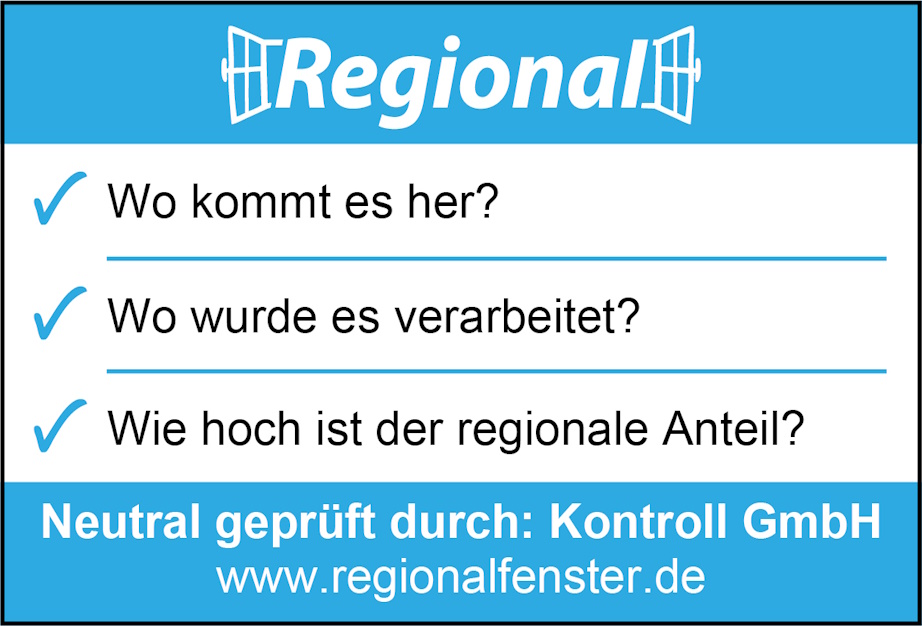 Regional
Wo kommt es her?
Wo wurde es verarbeitet?
Wie hoch ist der regionale Anteil?
Neutral geprüft durch: Kontroll GmbH
www.regionalfenster.de